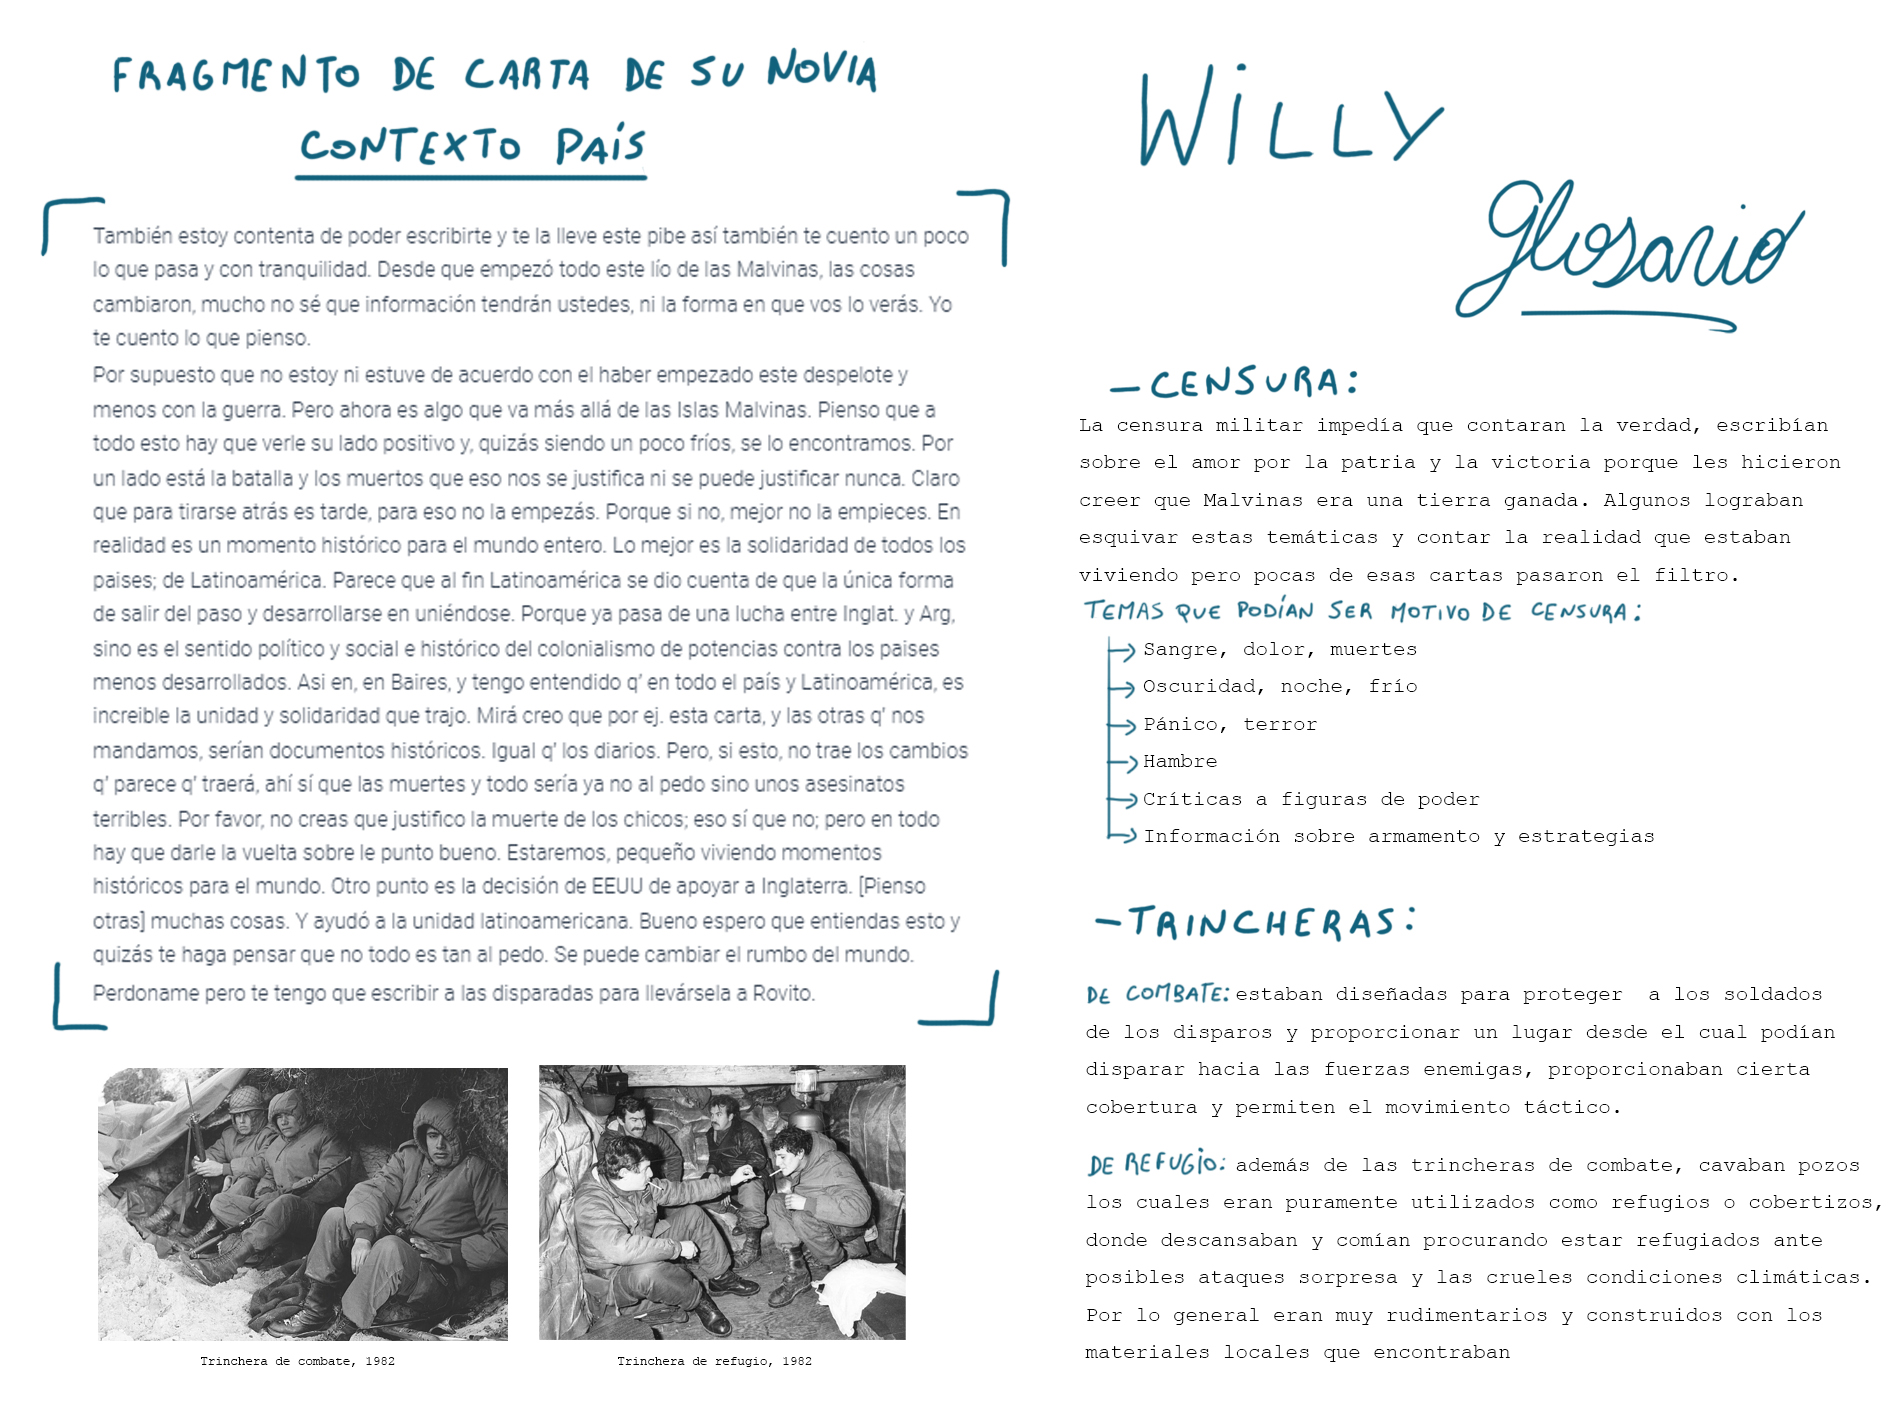 FRAGMENTO DE CARTA DE SU NOVIA
CONTEXTO PAÍS
También estoy contenta de poder escribirte y te la lleve este pibe así también te cuento un poco
lo que pasa y con tranquilidad. Desde que empezó todo este lío de las Malvinas, las cosas
cambiaron, mucho no sé que información tendrán ustedes, ni la forma en que vos lo verás. Yo
te cuento lo que pienso.
Por supuesto que no estoy ni estuve de acuerdo con el haber empezado este despelote y
menos con la guerra. Pero ahora es algo que va más allá de las Islas Malvinas. Pienso que a
todo esto hay que verle su lado positivo y, quizás siendo un poco fríos, se lo encontramos. Por
un lado está la batalla y los muertos que eso nos se justifica ni se puede justificar nunca. Claro
que para tirarse atrás es tarde, para eso no la empezás. Porque si no, mejor no la empieces. En
realidad es un momento histórico para el mundo entero. Lo mejor es la solidaridad de todos los
paises; de Latinoamérica. Parece que al fin Latinoamérica se dio cuenta de que la única forma
de salir del paso y desarrollarse en uniéndose. Porque ya pasa de una lucha entre Inglat. y Arg,
sino es el sentido político y social e histórico del colonialismo de potencias contra los paises
menos desarrollados. Asi en, en Baires, y tengo entendido q' en todo el país y Latinoamérica, es
increible la unidad y solidaridad que trajo. Mirá creo que por ej. esta carta, y las otras q' nos
mandamos, serían documentos históricos. Igual q' los diarios. Pero, si esto, no trae los cambios
q' parece q' traerá, ahí sí que las muertes y todo sería ya no al pedo sino unos asesinatos
terribles. Por favor, no creas que justifico la muerte de los chicos; eso sí que no; pero en todo
hay que darle la vuelta sobre le punto bueno. Estaremos, pequeño viviendo momentos
históricos para el mundo. Otro punto es la decisión de EEUU de apoyar a Inglaterra. [Pienso
otras] muchas cosas. Y ayudó a la unidad latinoamericana. Bueno espero que entiendas esto y
quizás te haga pensar que no todo es tan al pedo. Se puede cambiar el rumbo del mundo.
Perdoname pero te tengo que escribir a las disparadas para llevársela a Rovito.
Trinchera de combate, 1982
Trinchera de refugio, 1982
WILLY
glosario
- CENSURA:
La censura militar impedía que contaran la verdad, escribían
sobre el amor por la patria y la victoria porque les hicieron
creer que Malvinas era una tierra ganada. Algunos lograban
esquivar estas temáticas y contar la realidad que estaban
viviendo pero pocas de esas cartas pasaron el filtro.
TEMAS QUE PODÍAN SER MOTIVO DE CENSURA:
Sangre, dolor, muertes
Oscuridad, noche, frío
Pánico, terror
Hambre
Críticas a figuras de poder
Información sobre armamento y estrategias
- TRINCHERAS:
DE COMBATE: estaban diseñadas para proteger a los soldados
de los disparos y proporcionar un lugar desde el cual podían
disparar hacia las fuerzas enemigas, proporcionaban cierta
cobertura y permiten el movimiento táctico.
DE REFUGIO: además de las trincheras de combate, cavaban pozos
los cuales eran puramente utilizados como refugios o cobertizos,
donde descansaban y comían procurando estar refugiados ante
posibles ataques sorpresa y las crueles condiciones climáticas.
Por lo general eran muy rudimentarios y construidos con los
materiales locales que encontraban